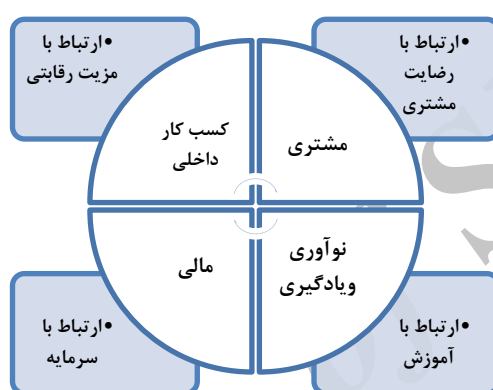 •ارتباط با
رضایت
مشتری
•ارتباط با
مزیت رقابتی
مشتری
کسب کار
داخلی
نوآوری
ویادگیری
مالی
•ارتباط با
آموزش
•ارتباط با
سرمایه